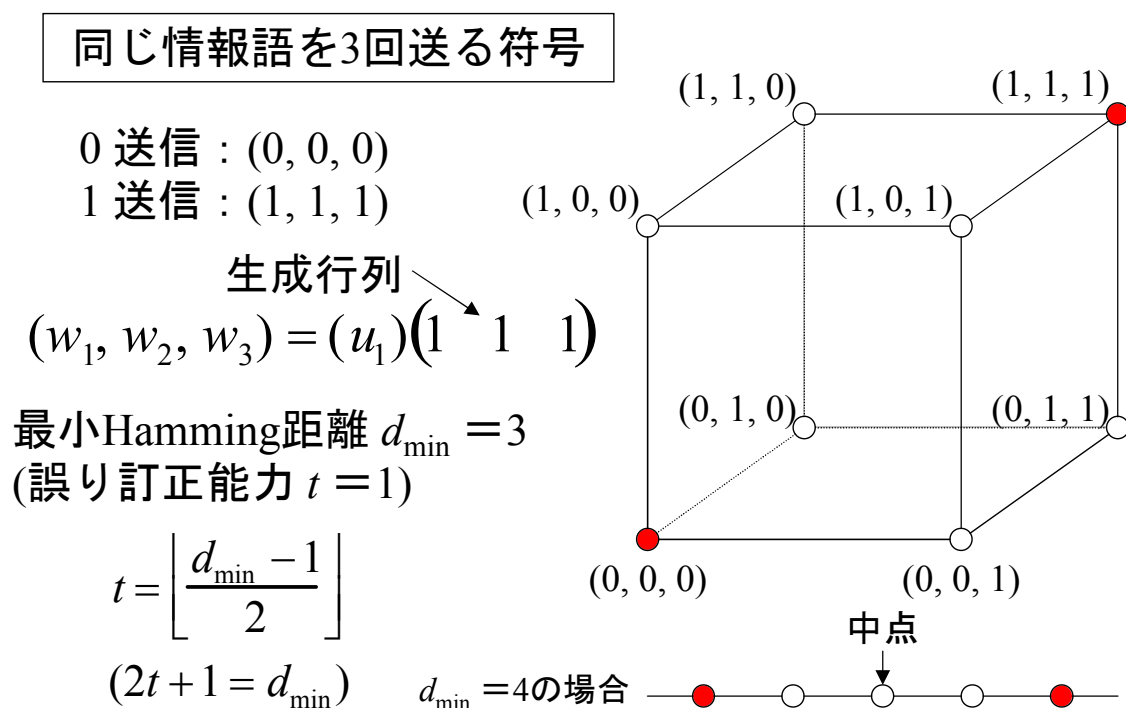 同じ情報語を3回送る符号
0 送信：(0, 0, 0)
1 送信：(1, 1, 1)
生成行列
(w₁, w₂, w₃) = (u₁)(1 1 1)
最小Hamming距離 d_min ＝3
(誤り訂正能力 t＝1)
t = ⌊(d_min − 1)/2⌋
(2t + 1 = d_min)
(1, 1, 0)
(1, 1, 1)
(1, 0, 0)
(1, 0, 1)
(0, 1, 0)
(0, 1, 1)
(0, 0, 0)
(0, 0, 1)
中点
d_min ＝4の場合